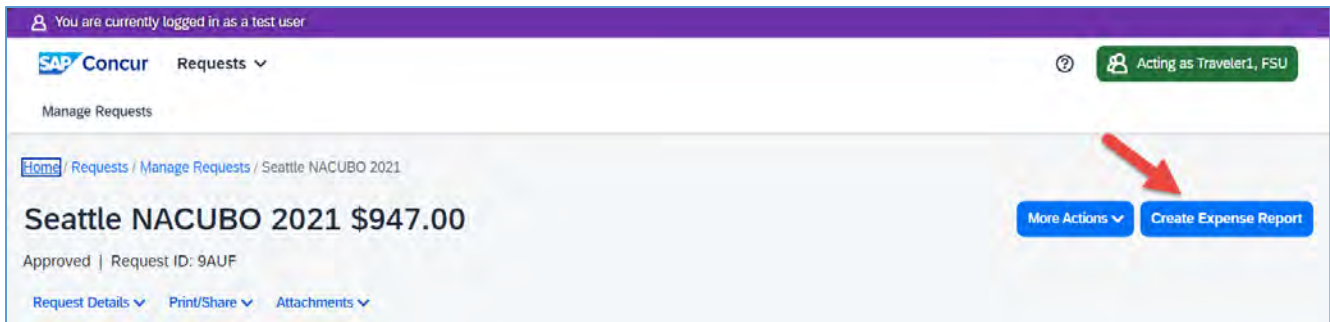 You are currently logged in as a test user
SAP Concur Requests
Acting as Traveler1, FSU
Manage Requests
Home / Requests / Manage Requests / Seattle NACUBO 2021
Seattle NACUBO 2021 $947.00
More Actions
Create Expense Report
Approved | Request ID: 9AUF
Request Details Print/Share Attachments